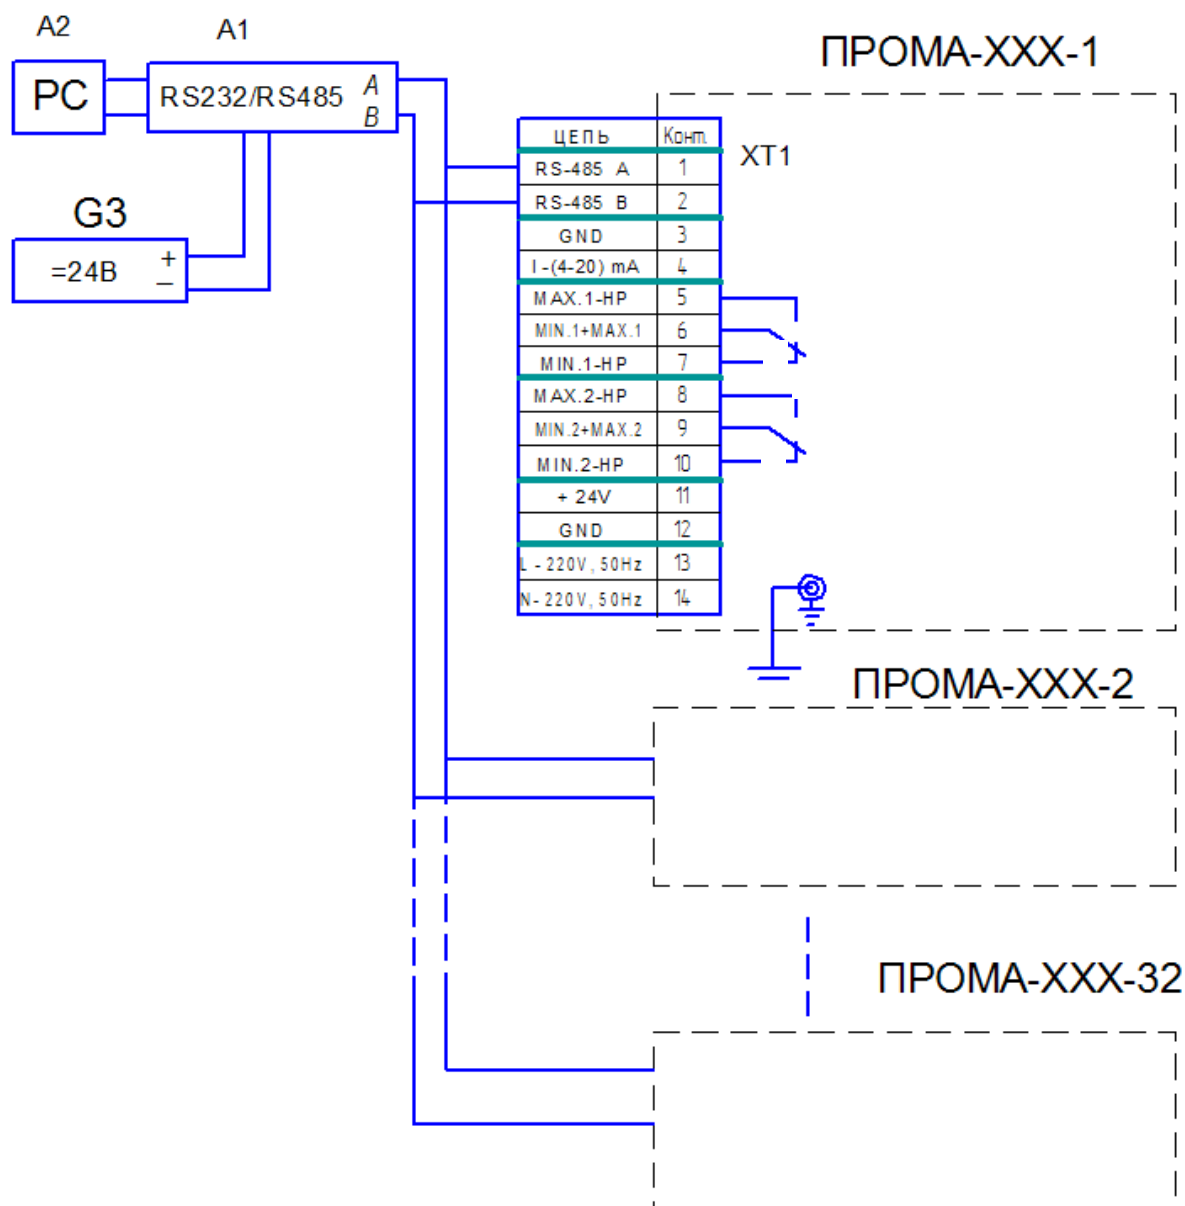 A2
A1
ПРОМА-XXX-1
PC
RS232/RS485
A
B
ЦЕПЬ Конт.
XT1
RS-485 A 1
RS-485 B 2
G3
GND 3
=24В
+
−
I-(4-20) mA 4
MAX.1-HP 5
MIN.1+MAX.1 6
MIN.1-HP 7
MAX.2-HP 8
MIN.2+MAX.2 9
MIN.2-HP 10
+ 24V 11
GND 12
L - 220V, 50Hz 13
N- 220V, 50Hz 14
ПРОМА-XXX-2
ПРОМА-XXX-32